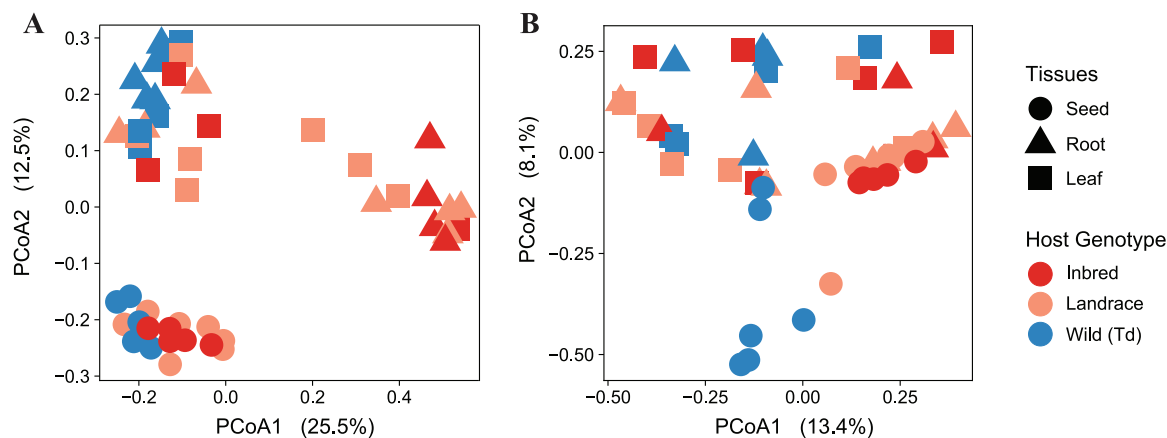 A
B
0.3
0.2
0.1
0.0
−0.1
−0.2
−0.3
PCoA2 (12.5%)
−0.2
0.0
0.2
0.4
PCoA1 (25.5%)
0.25
0.00
−0.25
−0.50
PCoA2 (8.1%)
−0.50
−0.25
0.00
0.25
PCoA1 (13.4%)
Tissues
Seed
Root
Leaf
Host Genotype
Inbred
Landrace
Wild (Td)